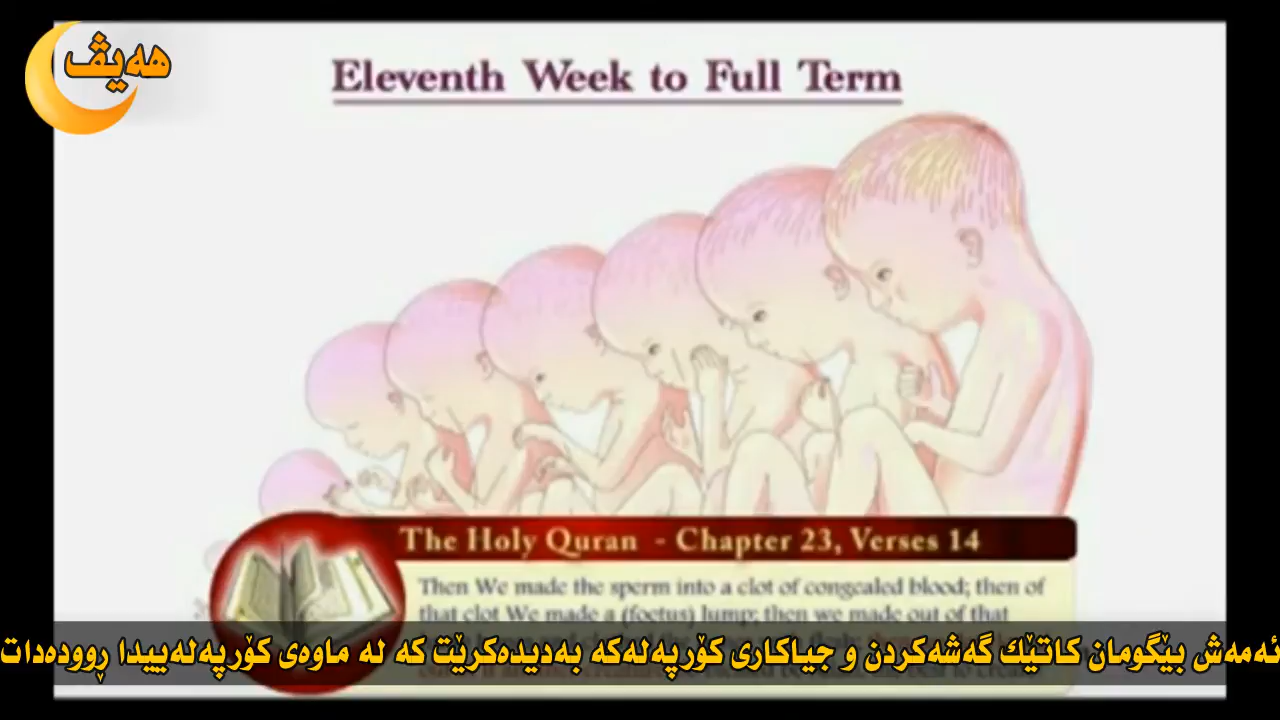 هەیڤ
Eleventh Week to Full Term
The Holy Quran - Chapter 23, Verses 14
Then We made the sperm into a clot of congealed blood; then of
that clot We made a (foetus) lump; then we made out of that
ئەمەش بێگومان کاتێك گەشەکردن و جیاکاری کۆرپەلەکە بەدیدەکرێت کە لە ماوەی کۆرپەلەییدا ڕوودەدات